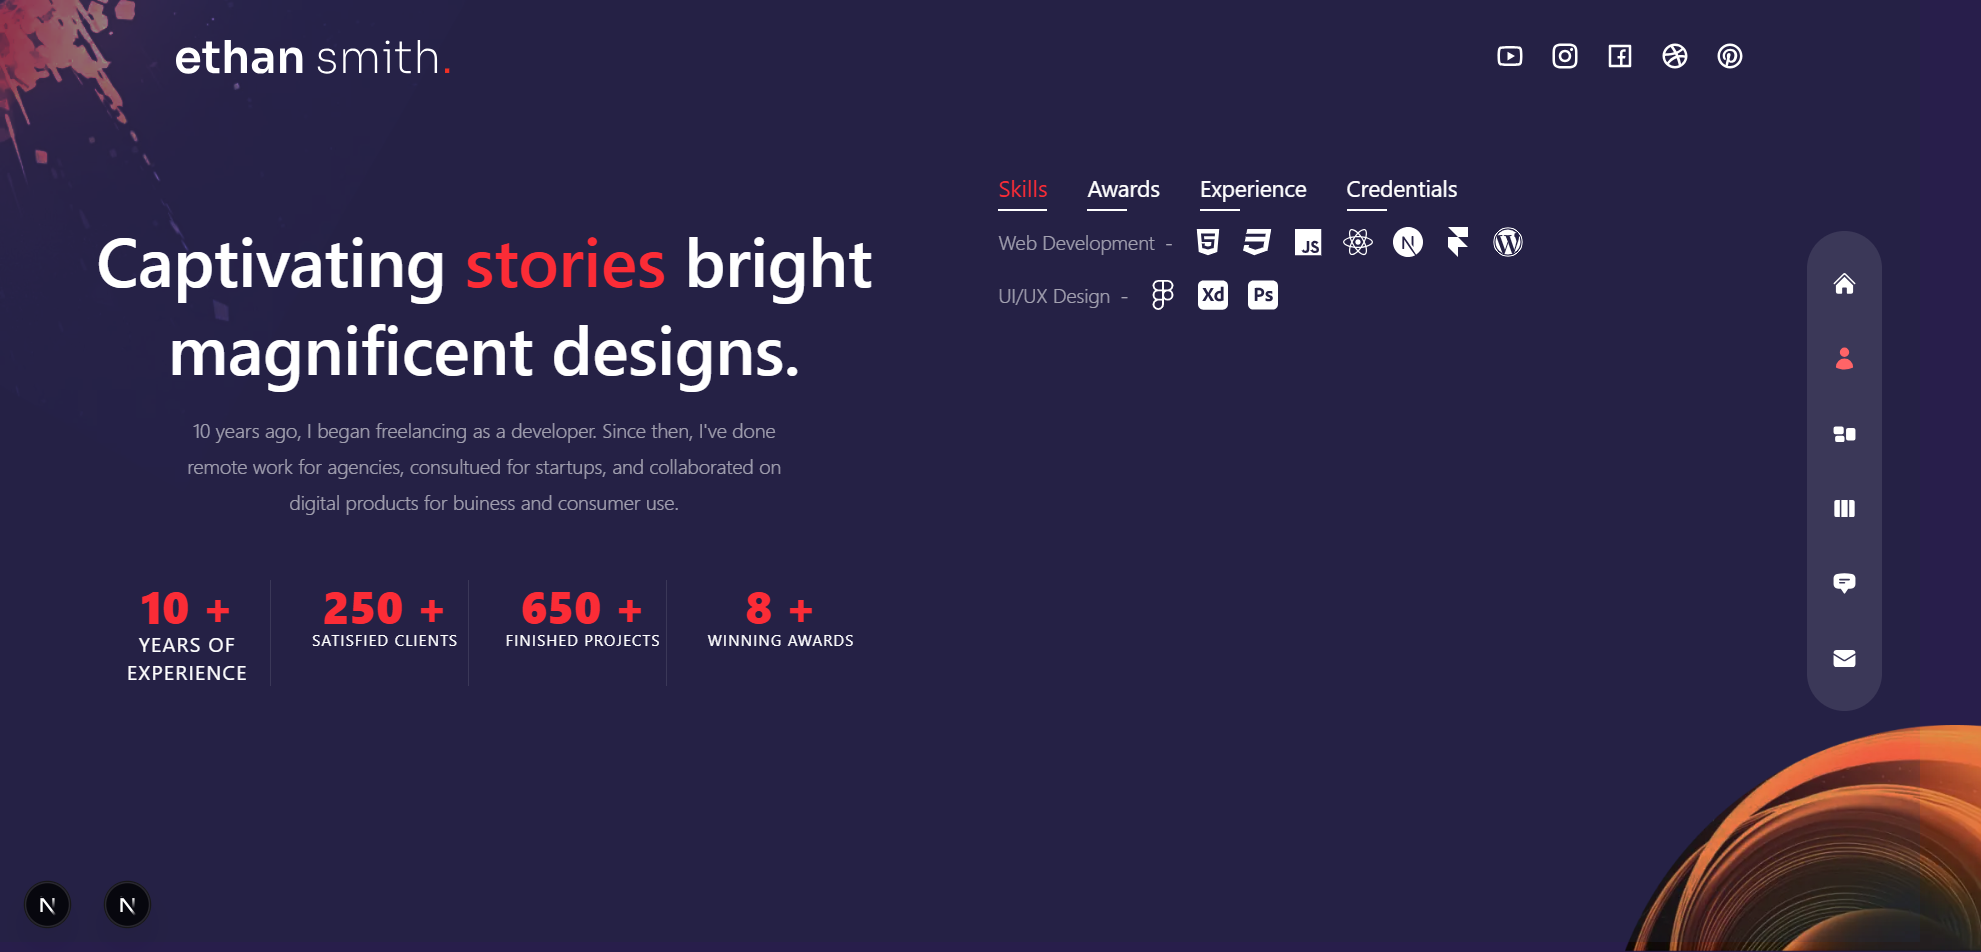 ethan smith.
Skills Awards Experience Credentials
Web Development - 5 JS N W
UI/UX Design - Xd Ps
Captivating stories bright
magnificent designs.
10 years ago, I began freelancing as a developer. Since then, I've done
remote work for agencies, consultued for startups, and collaborated on
digital products for buiness and consumer use.
10 +
YEARS OF
EXPERIENCE
250 +
SATISFIED CLIENTS
650 +
FINISHED PROJECTS
8 +
WINNING AWARDS
N N